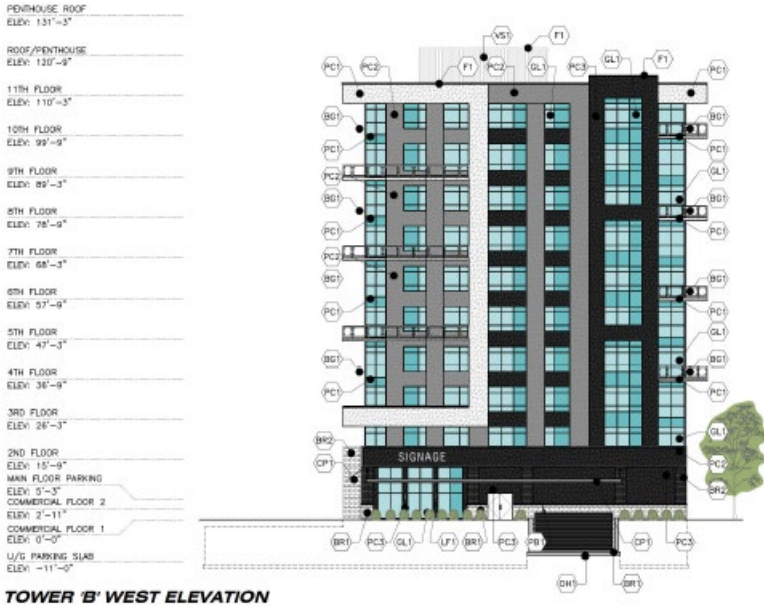 PENTHOUSE ROOF
ELEV: 131'-3"
ROOF/PENTHOUSE
ELEV: 120'-9"
11TH FLOOR
ELEV: 110'-3"
10TH FLOOR
ELEV: 99'-9"
9TH FLOOR
ELEV: 89'-3"
8TH FLOOR
ELEV: 78'-9"
7TH FLOOR
ELEV: 68'-3"
6TH FLOOR
ELEV: 57'-9"
5TH FLOOR
ELEV: 47'-3"
4TH FLOOR
ELEV: 36'-9"
3RD FLOOR
ELEV: 26'-3"
2ND FLOOR
ELEV: 15'-9"
MAIN FLOOR PARKING
ELEV: 5'-3"
COMMERCIAL FLOOR 2
ELEV: 2'-11"
COMMERCIAL FLOOR 1
ELEV: 0'-0"
U/G PARKING SLAB
ELEV: -11'-0"
VS1 F1
PC1 PC2 F1 PC2 GL1 PC3 GL1 F1 PC1
BG1 BG1
PC1 PC1
PC2 GL1
BG1 BG1
PC1 PC1
PC2
BG1 BG1
PC1 PC1
GL1
BG1 BG1
PC1 PC1
GL1
BR2
SIGNAGE
CP1 PC2
BR2
BR1 PC3 GL1 LF1 BR1 PC3 PB1 CP1 PC3
OH1 BR1
TOWER 'B' WEST ELEVATION